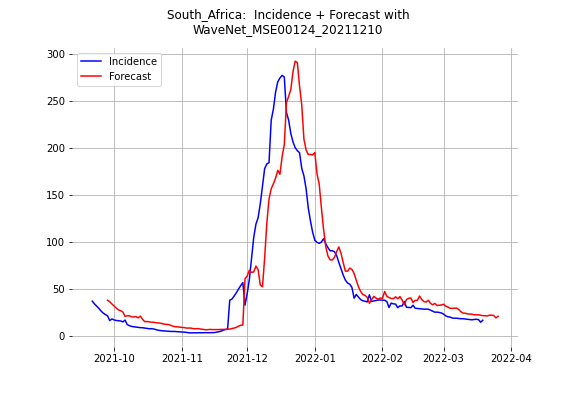 South_Africa:  Incidence + Forecast with
WaveNet_MSE00124_20211210
Incidence
Forecast
300
250
200
150
100
50
0
2021-10 2021-11 2021-12 2022-01 2022-02 2022-03 2022-04